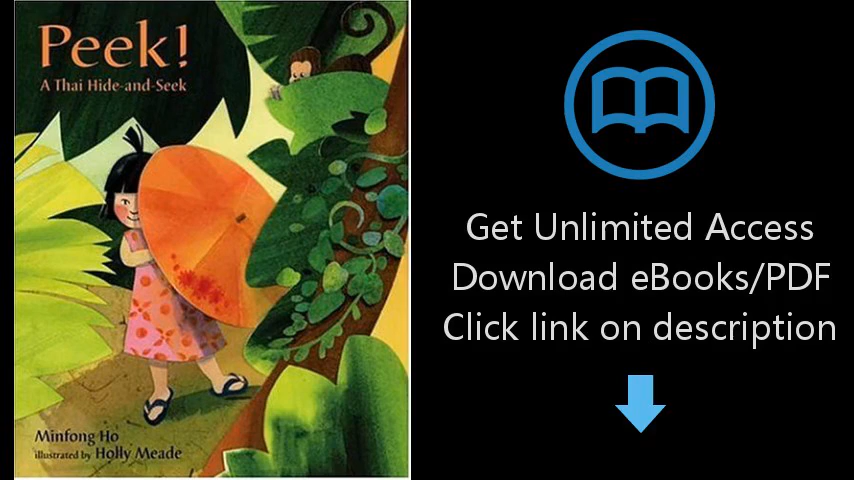 Peek!
A Thai Hide-and-Seek
Minfong Ho
illustrated by Holly Meade
Get Unlimited Access
Download eBooks/PDF
Click link on description